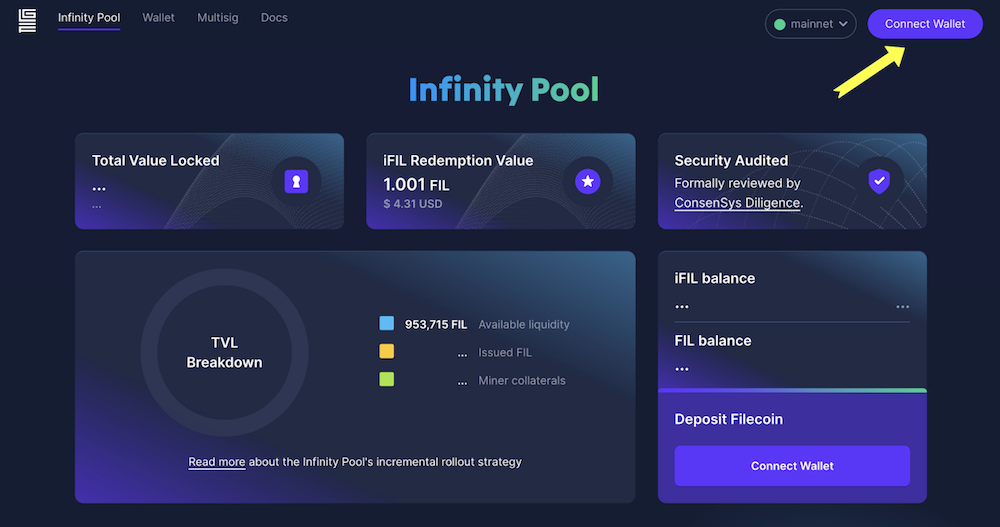 Infinity Pool
Wallet
Multisig
Docs
mainnet
Connect Wallet
Infinity Pool
Total Value Locked
...
...
iFIL Redemption Value
1.001 FIL
$ 4.31 USD
Security Audited
Formally reviewed by
ConsenSys Diligence.
TVL
Breakdown
953,715 FIL Available liquidity
... Issued FIL
... Miner collaterals
Read more about the Infinity Pool's incremental rollout strategy
iFIL balance
... ...
FIL balance
...
Deposit Filecoin
Connect Wallet